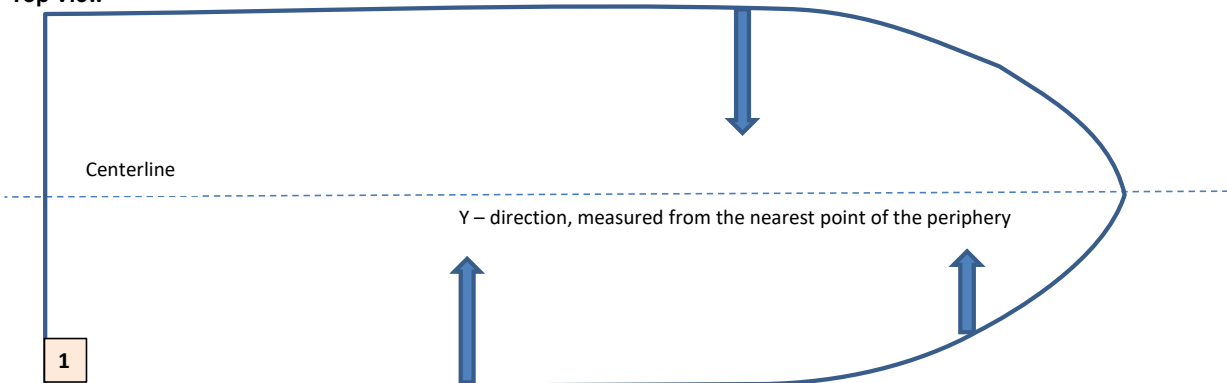 Top View
Centerline
Y – direction, measured from the nearest point of the periphery
1